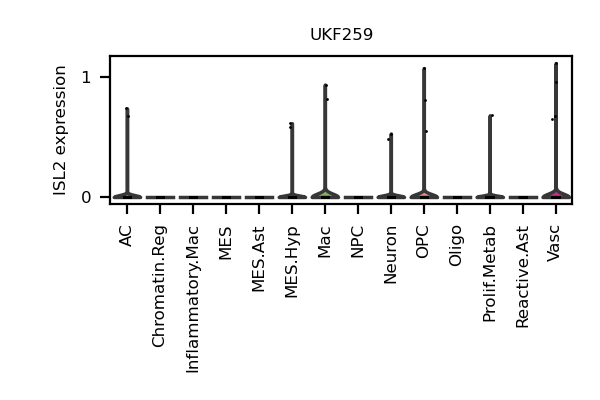 UKF259
ISL2 expression
1
0
AC
Chromatin.Reg
Inflammatory.Mac
MES
MES.Ast
MES.Hyp
Mac
NPC
Neuron
OPC
Oligo
Prolif.Metab
Reactive.Ast
Vasc